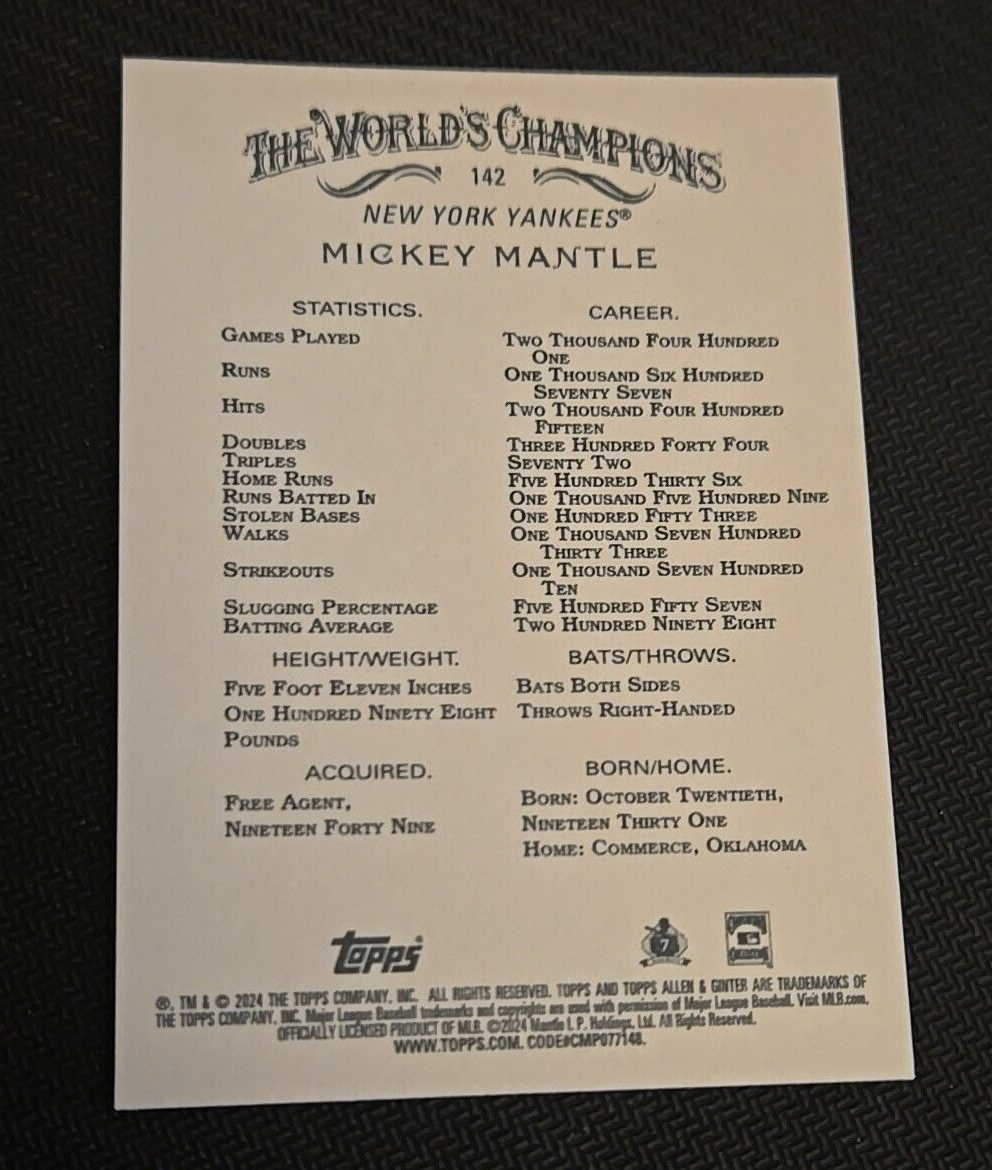 THE WORLD'S CHAMPIONS
142
NEW YORK YANKEES®
MICKEY MANTLE
STATISTICS. CAREER.
GAMES PLAYED TWO THOUSAND FOUR HUNDRED
ONE
RUNS ONE THOUSAND SIX HUNDRED
SEVENTY SEVEN
HITS TWO THOUSAND FOUR HUNDRED
FIFTEEN
DOUBLES THREE HUNDRED FORTY FOUR
TRIPLES SEVENTY TWO
HOME RUNS FIVE HUNDRED THIRTY SIX
RUNS BATTED IN ONE THOUSAND FIVE HUNDRED NINE
STOLEN BASES ONE HUNDRED FIFTY THREE
WALKS ONE THOUSAND SEVEN HUNDRED
THIRTY THREE
STRIKEOUTS ONE THOUSAND SEVEN HUNDRED
TEN
SLUGGING PERCENTAGE FIVE HUNDRED FIFTY SEVEN
BATTING AVERAGE TWO HUNDRED NINETY EIGHT
HEIGHT/WEIGHT. BATS/THROWS.
FIVE FOOT ELEVEN INCHES BATS BOTH SIDES
ONE HUNDRED NINETY EIGHT THROWS RIGHT-HANDED
POUNDS
ACQUIRED. BORN/HOME.
FREE AGENT, BORN: OCTOBER TWENTIETH,
NINETEEN FORTY NINE NINETEEN THIRTY ONE
HOME: COMMERCE, OKLAHOMA
topps®
7
®, TM & © 2024 THE TOPPS COMPANY, INC. ALL RIGHTS RESERVED. TOPPS AND TOPPS ALLEN & GINTER ARE TRADEMARKS OF
THE TOPPS COMPANY, INC. Major League Baseball trademarks and copyrights are used with permission of Major League Baseball. Visit MLB.com.
OFFICIALLY LICENSED PRODUCT OF MLB. ©2024 Mantle I. P. Holdings, Ltd. All Rights Reserved.
WWW.TOPPS.COM. CODE#CMP077148.